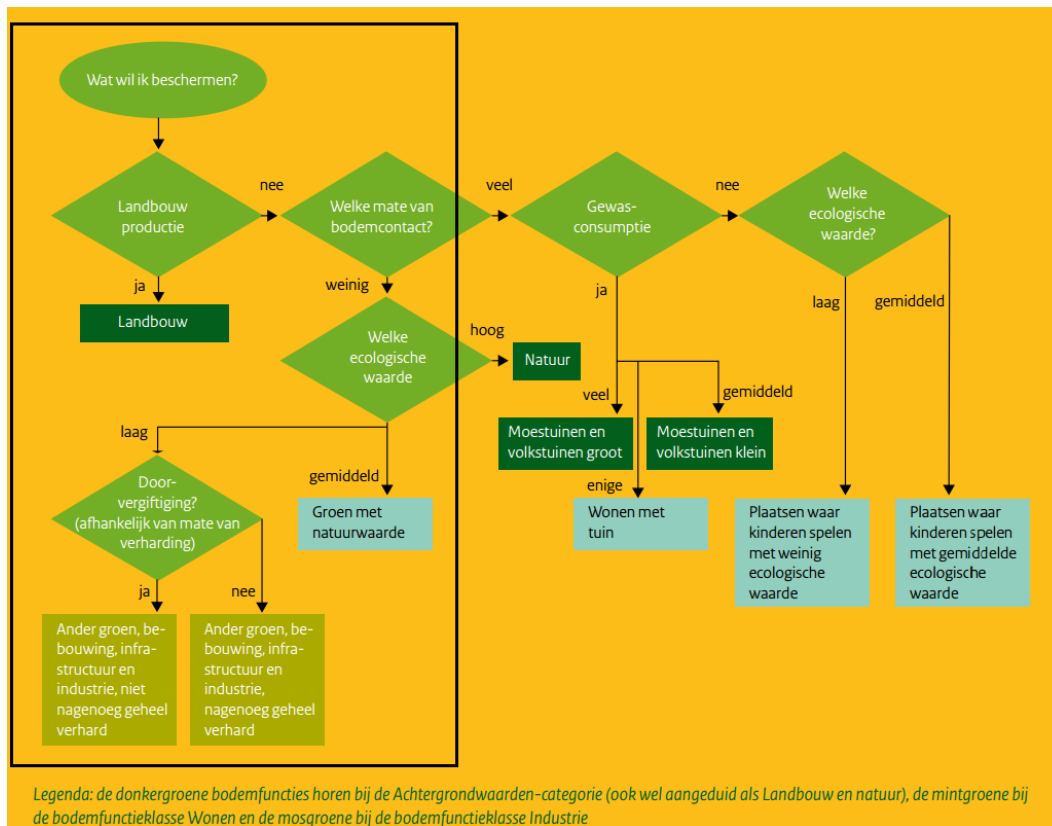 Wat wil ik beschermen?
Landbouw
productie
nee
Welke mate van
bodemcontact?
veel
Gewas-
consumptie
nee
Welke
ecologische
waarde?
ja
Landbouw
weinig
Welke
ecologische
waarde
hoog
Natuur
ja
laag
gemiddeld
veel
gemiddeld
Moestuinen en
volkstuinen groot
Moestuinen en
volkstuinen klein
enige
Wonen met
tuin
Plaatsen waar
kinderen spelen
met weinig
ecologische
waarde
Plaatsen waar
kinderen spelen
met gemiddelde
ecologische
waarde
laag
gemiddeld
Door-
vergiftiging?
(afhankelijk van mate van
verharding)
Groen met
natuurwaarde
ja
nee
Ander groen, be-
bouwing, infra-
structuur en
industrie, niet
nagenoeg geheel
verhard
Ander groen, be-
bouwing, infra-
structuur en
industrie,
nagenoeg geheel
verhard
Legenda: de donkergroene bodemfuncties horen bij de Achtergrondwaarden-categorie (ook wel aangeduid als Landbouw en natuur), de mintgroene bij
de bodemfunctieklasse Wonen en de mosgroene bij de bodemfunctieklasse Industrie